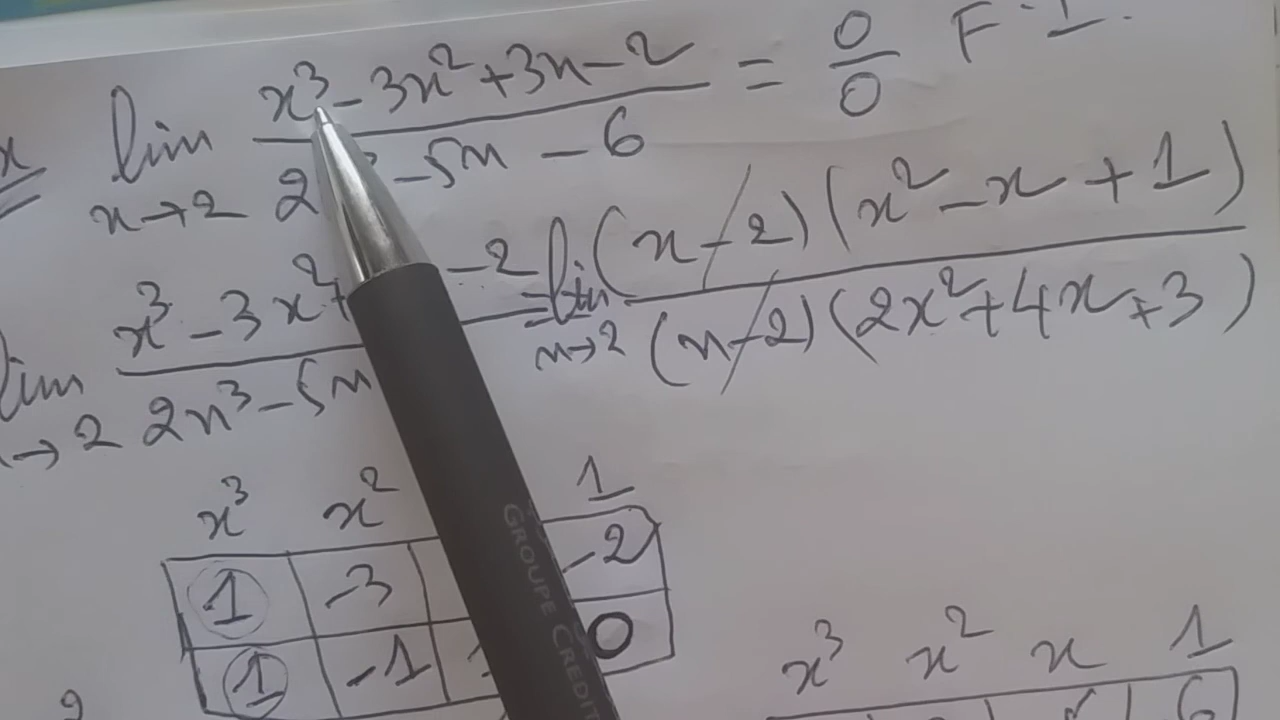 x lim x³ - 3x² + 3x - 2 / 2 - 5x - 6 = 0/0 F.I.
x→2
lim x³ - 3x² + - 2 / 2x³ - 5x = lim (x-2)(x² - x + 1) / (x-2)(2x² + 4x + 3)
→2 x→2
x³ x² 1
1 -3 -2
1 -1 0
x³ x² x 1
2
GROUPE CREDIT